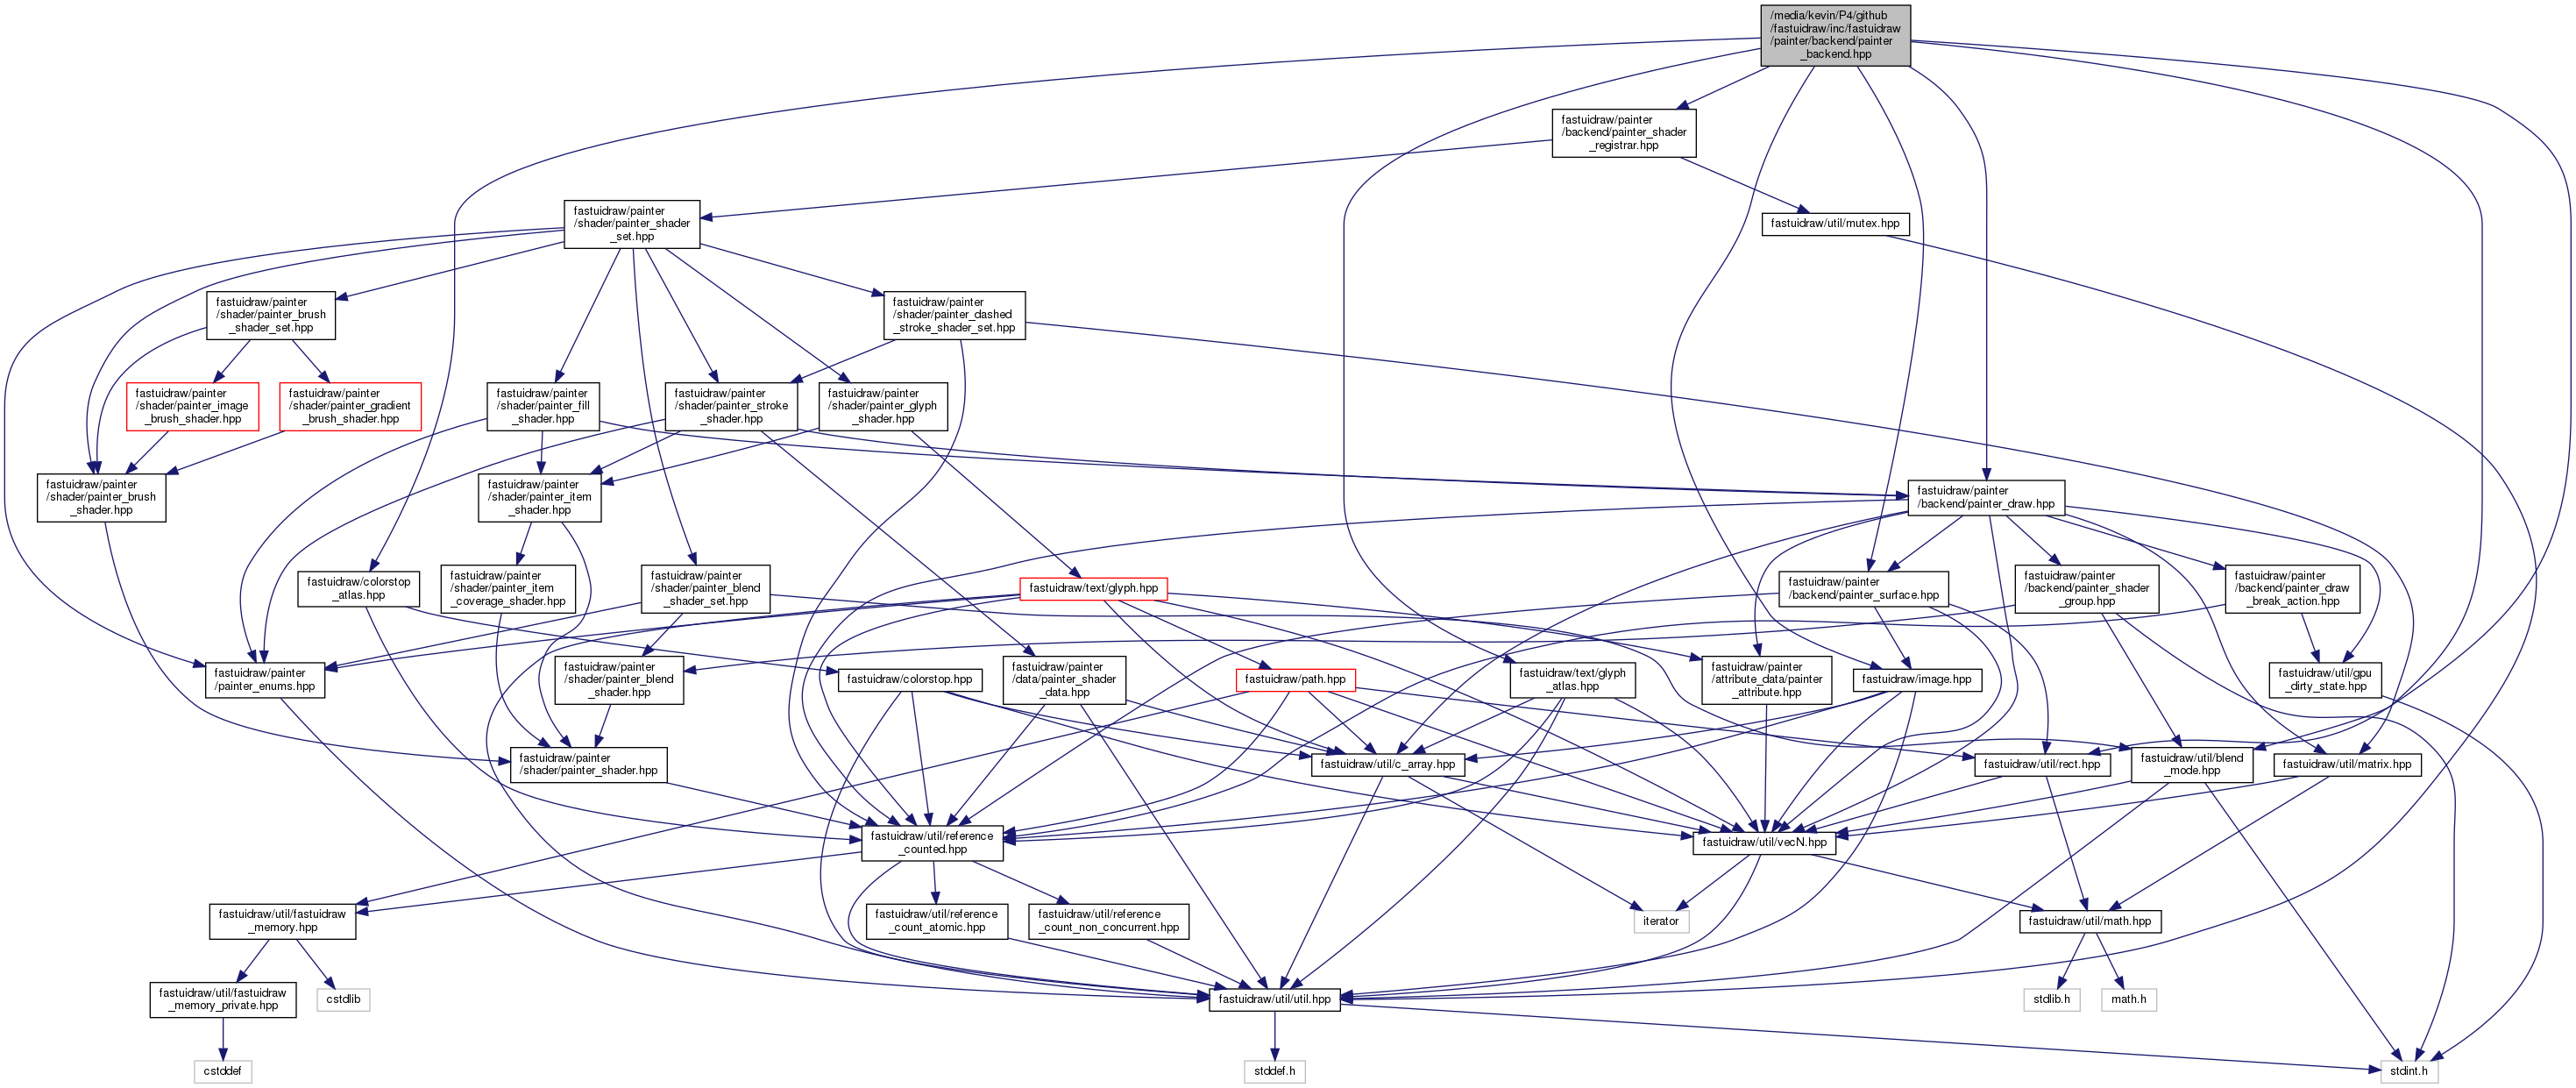 /media/kevin/P4/github
/fastuidraw/inc/fastuidraw
/painter/backend/painter
_backend.hpp
fastuidraw/painter
/backend/painter_shader
_registrar.hpp
fastuidraw/painter
/shader/painter_shader
_set.hpp
fastuidraw/util/mutex.hpp
fastuidraw/painter
/shader/painter_brush
_shader_set.hpp
fastuidraw/painter
/shader/painter_dashed
_stroke_shader_set.hpp
fastuidraw/painter
/shader/painter_image
_brush_shader.hpp
fastuidraw/painter
/shader/painter_gradient
_brush_shader.hpp
fastuidraw/painter
/shader/painter_fill
_shader.hpp
fastuidraw/painter
/shader/painter_stroke
_shader.hpp
fastuidraw/painter
/shader/painter_glyph
_shader.hpp
fastuidraw/painter
/shader/painter_brush
_shader.hpp
fastuidraw/painter
/shader/painter_item
_shader.hpp
fastuidraw/painter
/backend/painter_draw.hpp
fastuidraw/colorstop
_atlas.hpp
fastuidraw/painter
/shader/painter_item
_coverage_shader.hpp
fastuidraw/painter
/shader/painter_blend
_shader_set.hpp
fastuidraw/text/glyph.hpp
fastuidraw/painter
/backend/painter_surface.hpp
fastuidraw/painter
/backend/painter_shader
_group.hpp
fastuidraw/painter
/backend/painter_draw
_break_action.hpp
fastuidraw/painter
/painter_enums.hpp
fastuidraw/painter
/shader/painter_blend
_shader.hpp
fastuidraw/colorstop.hpp
fastuidraw/painter
/data/painter_shader
_data.hpp
fastuidraw/path.hpp
fastuidraw/text/glyph
_atlas.hpp
fastuidraw/painter
/attribute_data/painter
_attribute.hpp
fastuidraw/image.hpp
fastuidraw/util/gpu
_dirty_state.hpp
fastuidraw/painter
/shader/painter_shader.hpp
fastuidraw/util/c_array.hpp
fastuidraw/util/rect.hpp
fastuidraw/util/blend
_mode.hpp
fastuidraw/util/matrix.hpp
fastuidraw/util/reference
_counted.hpp
fastuidraw/util/vecN.hpp
fastuidraw/util/fastuidraw
_memory.hpp
fastuidraw/util/reference
_count_atomic.hpp
fastuidraw/util/reference
_count_non_concurrent.hpp
iterator
fastuidraw/util/math.hpp
fastuidraw/util/fastuidraw
_memory_private.hpp
cstdlib
fastuidraw/util/util.hpp
stdlib.h
math.h
cstddef
stddef.h
stdint.h